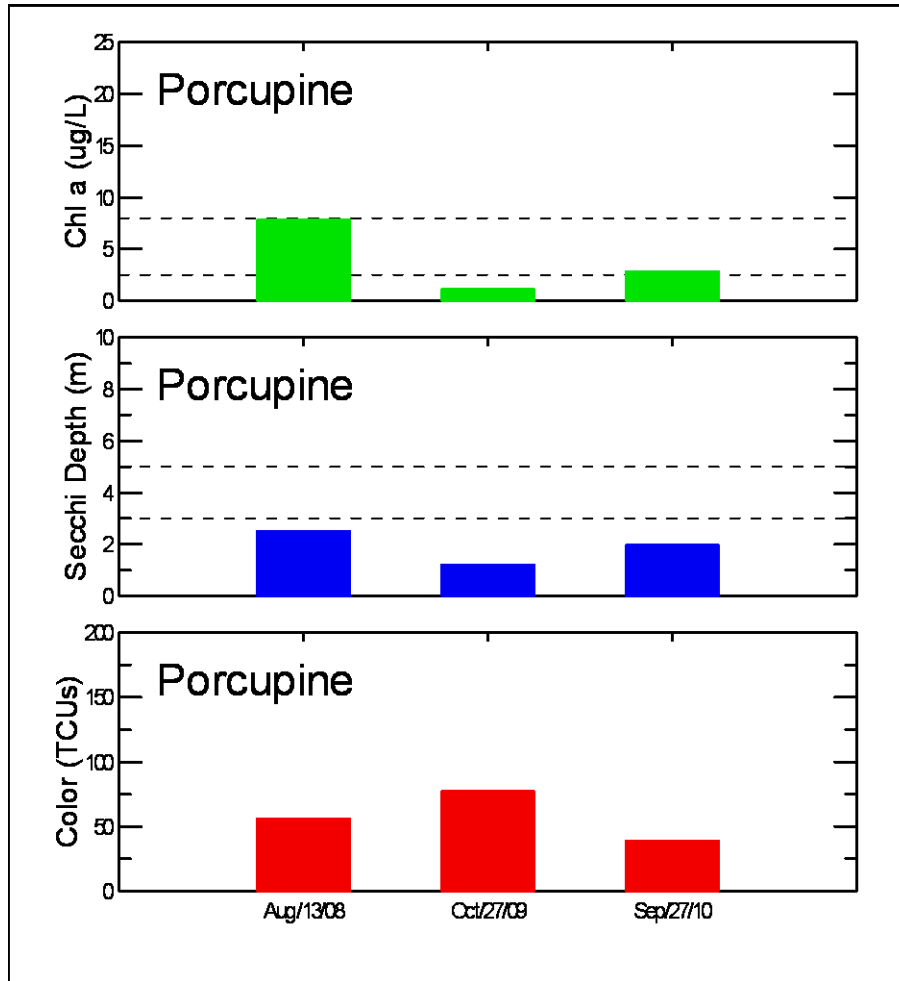 25
20
15
10
5
0
Chl a (ug/L)
Porcupine
10
8
6
4
2
0
Secchi Depth (m)
Porcupine
200
150
100
50
0
Color (TCUs)
Porcupine
Aug/13/08 Oct/27/09 Sep/27/10